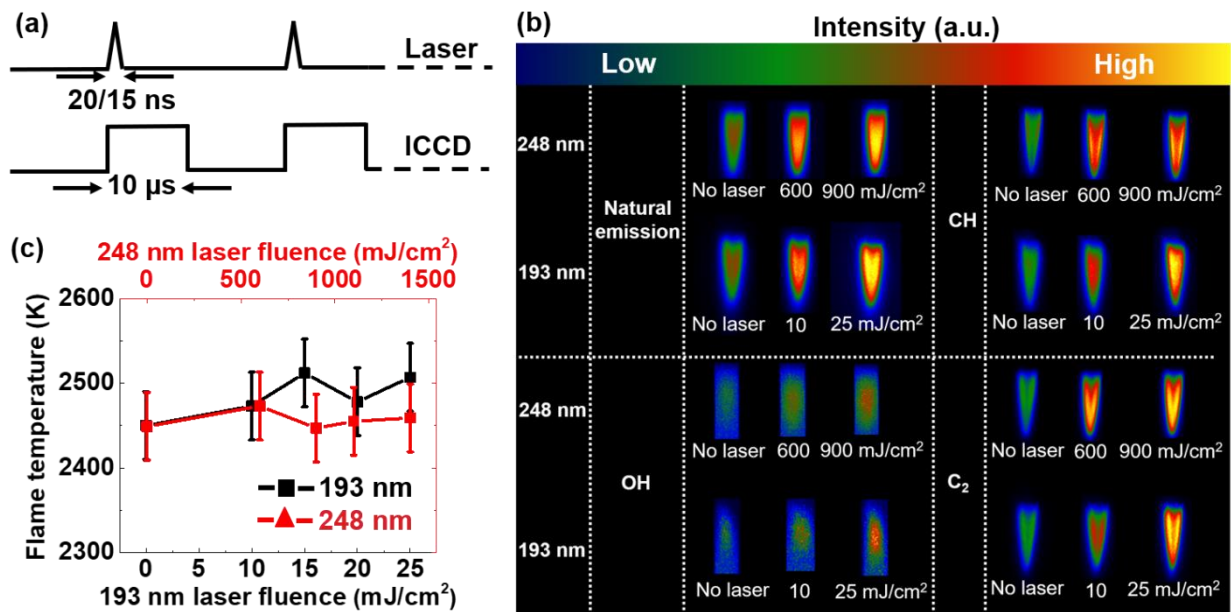 (a)
Laser
20/15 ns
ICCD
10 µs
(b)
Intensity (a.u.)
Low High
248 nm
No laser 600 900 mJ/cm²
No laser 600 900 mJ/cm²
Natural
emission
CH
193 nm
No laser 10 25 mJ/cm²
No laser 10 25 mJ/cm²
248 nm
No laser 600 900 mJ/cm²
No laser 600 900 mJ/cm²
OH
C₂
193 nm
No laser 10 25 mJ/cm²
No laser 10 25 mJ/cm²
(c)
248 nm laser fluence (mJ/cm²)
0 500 1000 1500
Flame temperature (K)
2600
2500
2400
2300
193 nm
248 nm
0 5 10 15 20 25
193 nm laser fluence (mJ/cm²)